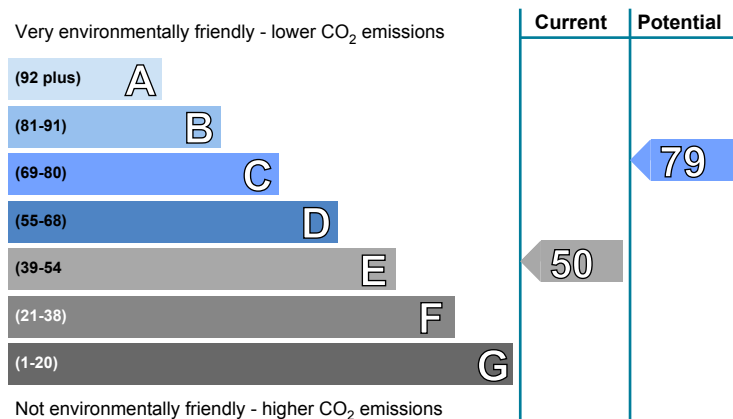 Very environmentally friendly - lower CO2 emissions
Current
Potential
(92 plus) A
(81-91) B
(69-80) C
79
(55-68) D
(39-54 E
50
(21-38) F
(1-20) G
Not environmentally friendly - higher CO2 emissions